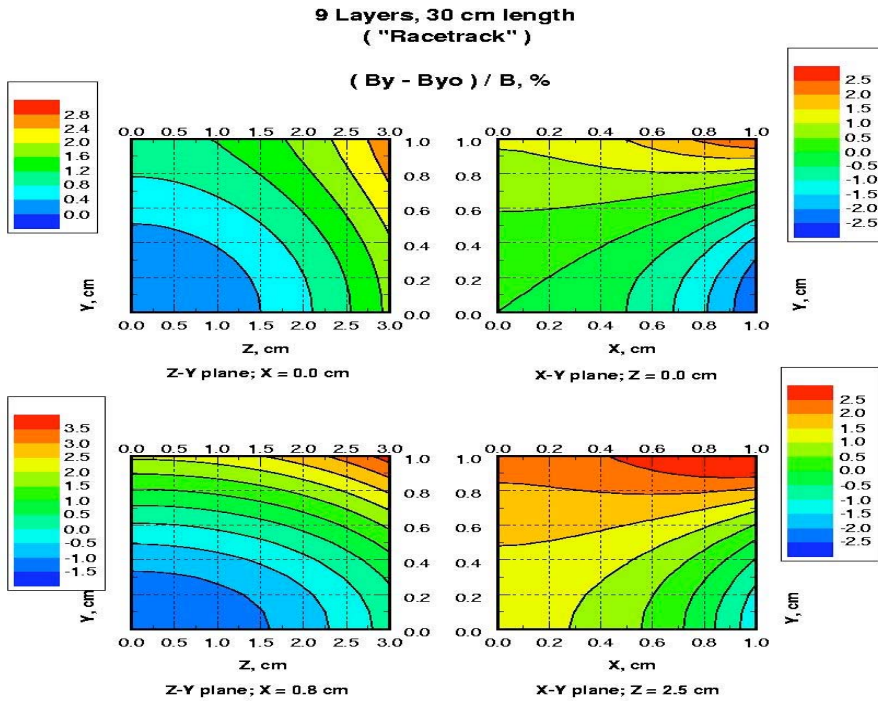 9 Layers, 30 cm length
( "Racetrack" )
( By - Byo ) / B, %
2.8
2.4
2.0
1.6
1.2
0.8
0.4
0.0
0.0 0.5 1.0 1.5 2.0 2.5 3.0
1.0
0.8
0.6
0.4
0.2
0.0
0.0 0.5 1.0 1.5 2.0 2.5 3.0
Y, cm
Z, cm
Z-Y plane; X = 0.0 cm
0.0 0.2 0.4 0.6 0.8 1.0
1.0
0.8
0.6
0.4
0.2
0.0
0.0 0.2 0.4 0.6 0.8 1.0
X, cm
X-Y plane; Z = 0.0 cm
2.5
2.0
1.5
1.0
0.5
0.0
-0.5
-1.0
-1.5
-2.0
-2.5
Y, cm
3.5
3.0
2.5
2.0
1.5
1.0
0.5
0.0
-0.5
-1.0
-1.5
0.0 0.5 1.0 1.5 2.0 2.5 3.0
1.0
0.8
0.6
0.4
0.2
0.0
0.0 0.5 1.0 1.5 2.0 2.5 3.0
Y, cm
Z, cm
Z-Y plane; X = 0.8 cm
0.0 0.2 0.4 0.6 0.8 1.0
1.0
0.8
0.6
0.4
0.2
0.0
0.0 0.2 0.4 0.6 0.8 1.0
X, cm
X-Y plane; Z = 2.5 cm
2.5
2.0
1.5
1.0
0.5
0.0
-0.5
-1.0
-1.5
-2.0
-2.5
Y, cm